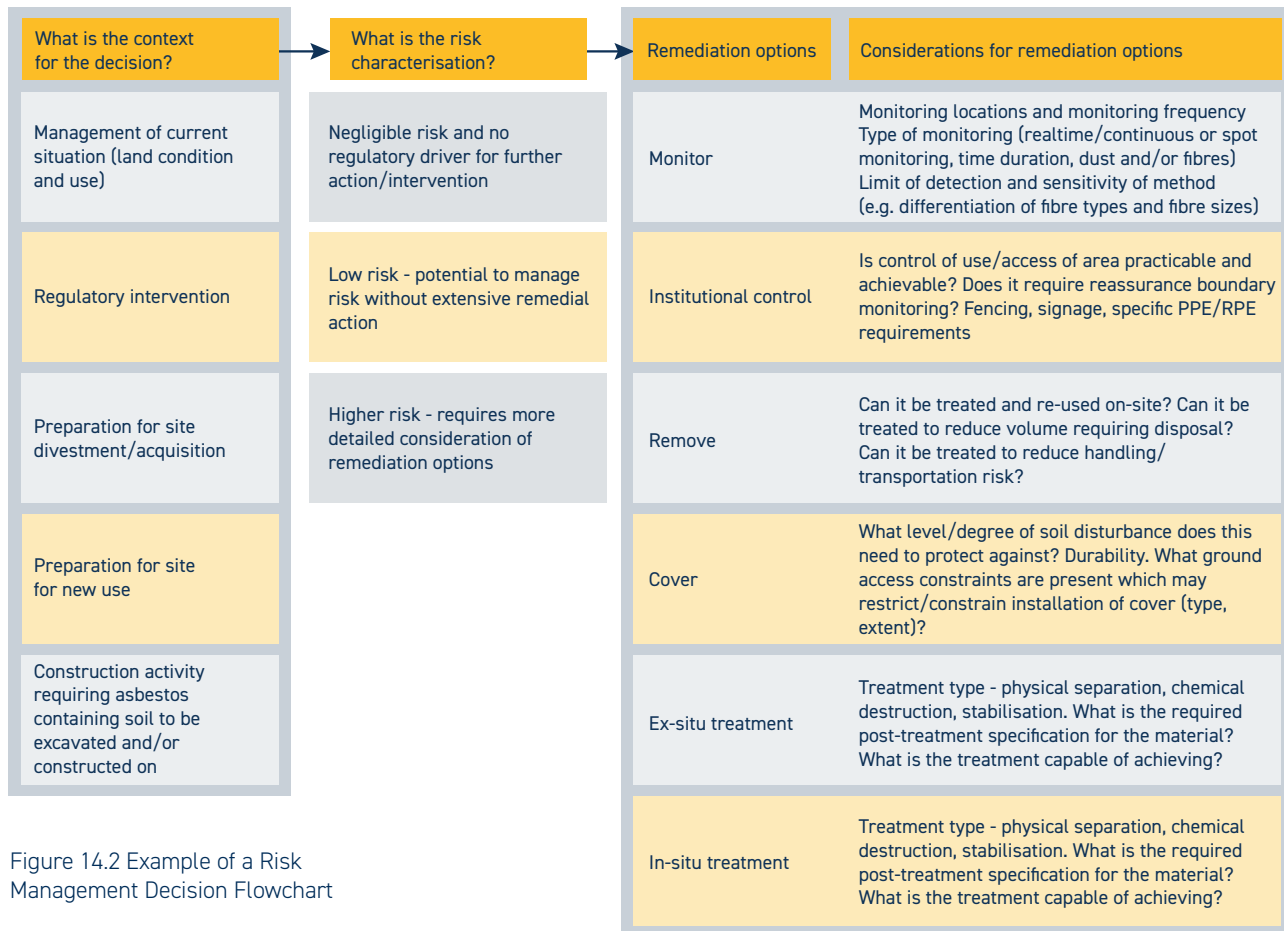 What is the context
for the decision?
What is the risk
characterisation?
Remediation options
Considerations for remediation options
Management of current
situation (land condition
and use)
Regulatory intervention
Preparation for site
divestment/acquisition
Preparation for site
for new use
Construction activity
requiring asbestos
containing soil to be
excavated and/or
constructed on
Negligible risk and no
regulatory driver for further
action/intervention
Low risk - potential to manage
risk without extensive remedial
action
Higher risk - requires more
detailed consideration of
remediation options
Monitor
Monitoring locations and monitoring frequency
Type of monitoring (realtime/continuous or spot
monitoring, time duration, dust and/or fibres)
Limit of detection and sensitivity of method
(e.g. differentiation of fibre types and fibre sizes)
Institutional control
Is control of use/access of area practicable and
achievable? Does it require reassurance boundary
monitoring? Fencing, signage, specific PPE/RPE
requirements
Remove
Can it be treated and re-used on-site? Can it be
treated to reduce volume requiring disposal?
Can it be treated to reduce handling/
transportation risk?
Cover
What level/degree of soil disturbance does this
need to protect against? Durability. What ground
access constraints are present which may
restrict/constrain installation of cover (type,
extent)?
Ex-situ treatment
Treatment type - physical separation, chemical
destruction, stabilisation. What is the required
post-treatment specification for the material?
What is the treatment capable of achieving?
In-situ treatment
Treatment type - physical separation, chemical
destruction, stabilisation. What is the required
post-treatment specification for the material?
What is the treatment capable of achieving?
Figure 14.2 Example of a Risk
Management Decision Flowchart